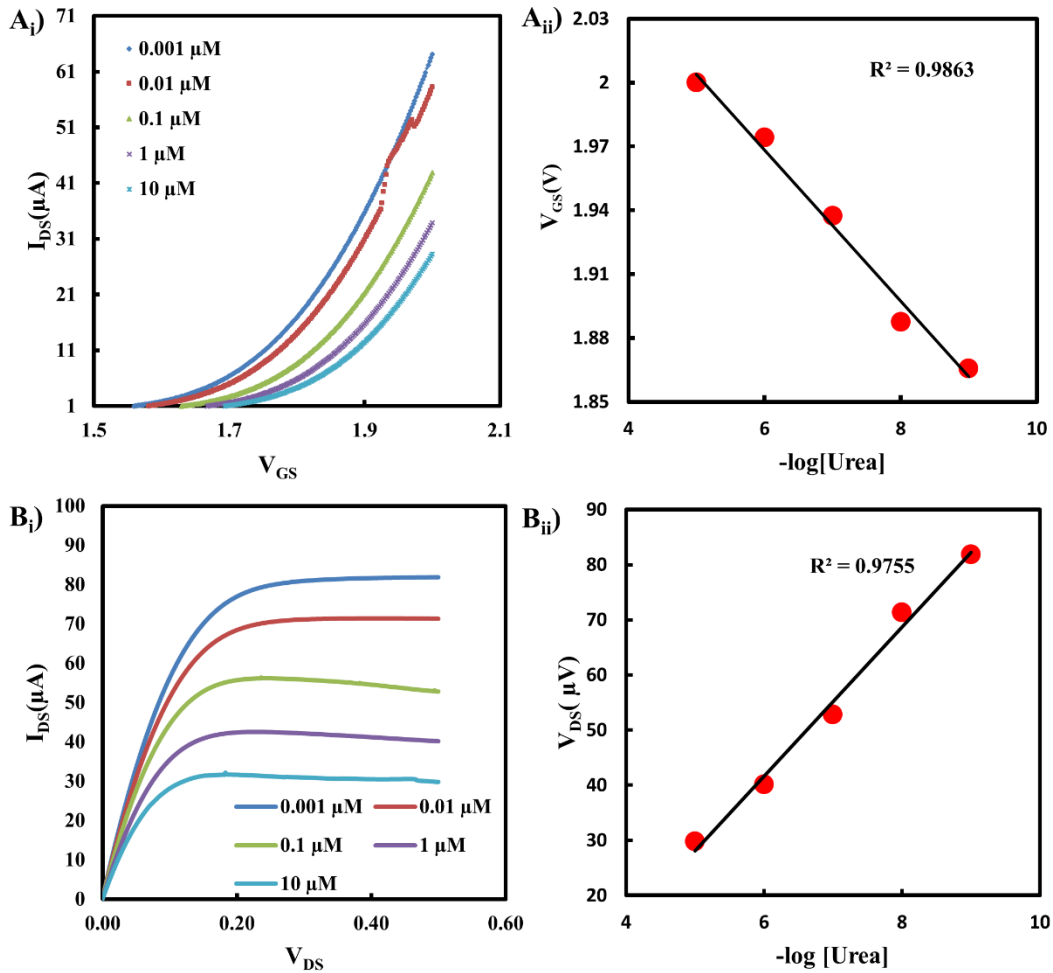 Ai)
71
61
51
41
31
21
11
1
IDS(μA)
0.001 μM
0.01 μM
0.1 μM
1 μM
10 μM
1.5 1.7 1.9 2.1
VGS
Aii)
2.03
2
1.97
1.94
1.91
1.88
1.85
VGS(V)
R² = 0.9863
4 6 8 10
-log[Urea]
Bi)
100
90
80
70
60
50
40
30
20
10
0
IDS(μA)
0.001 μM 0.01 μM
0.1 μM 1 μM
10 μM
0.00 0.20 0.40 0.60
VDS
Bii)
90
80
70
60
50
40
30
20
VDS( μV)
R² = 0.9755
4 6 8 10
-log [Urea]